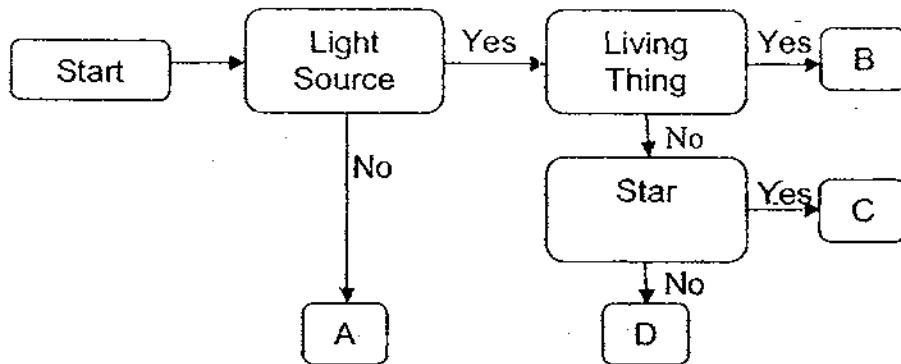 Start
Light
Source
Yes
Living
Thing
Yes
B
No
No
Star
Yes
C
No
A
D